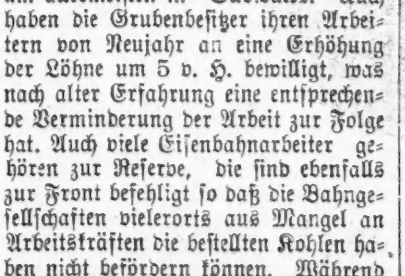 haben die Grubenbesitzer ihren Arbei-
tern von Neujahr an eine Erhöhung
der Löhne um 5 v. H. bewilligt, was
nach alter Erfahrung eine entsprechen-
de Verminderung der Arbeit zur Folge
hat. Auch viele Eisenbahnarbeiter ge-
hören zur Reserve, die sind ebenfalls
zur Front befehligt so daß die Bahnge-
sellschaften vielerorts aus Mangel an
Arbeitskräften die bestellten Kohlen ha-
ben nicht befördern können. Während